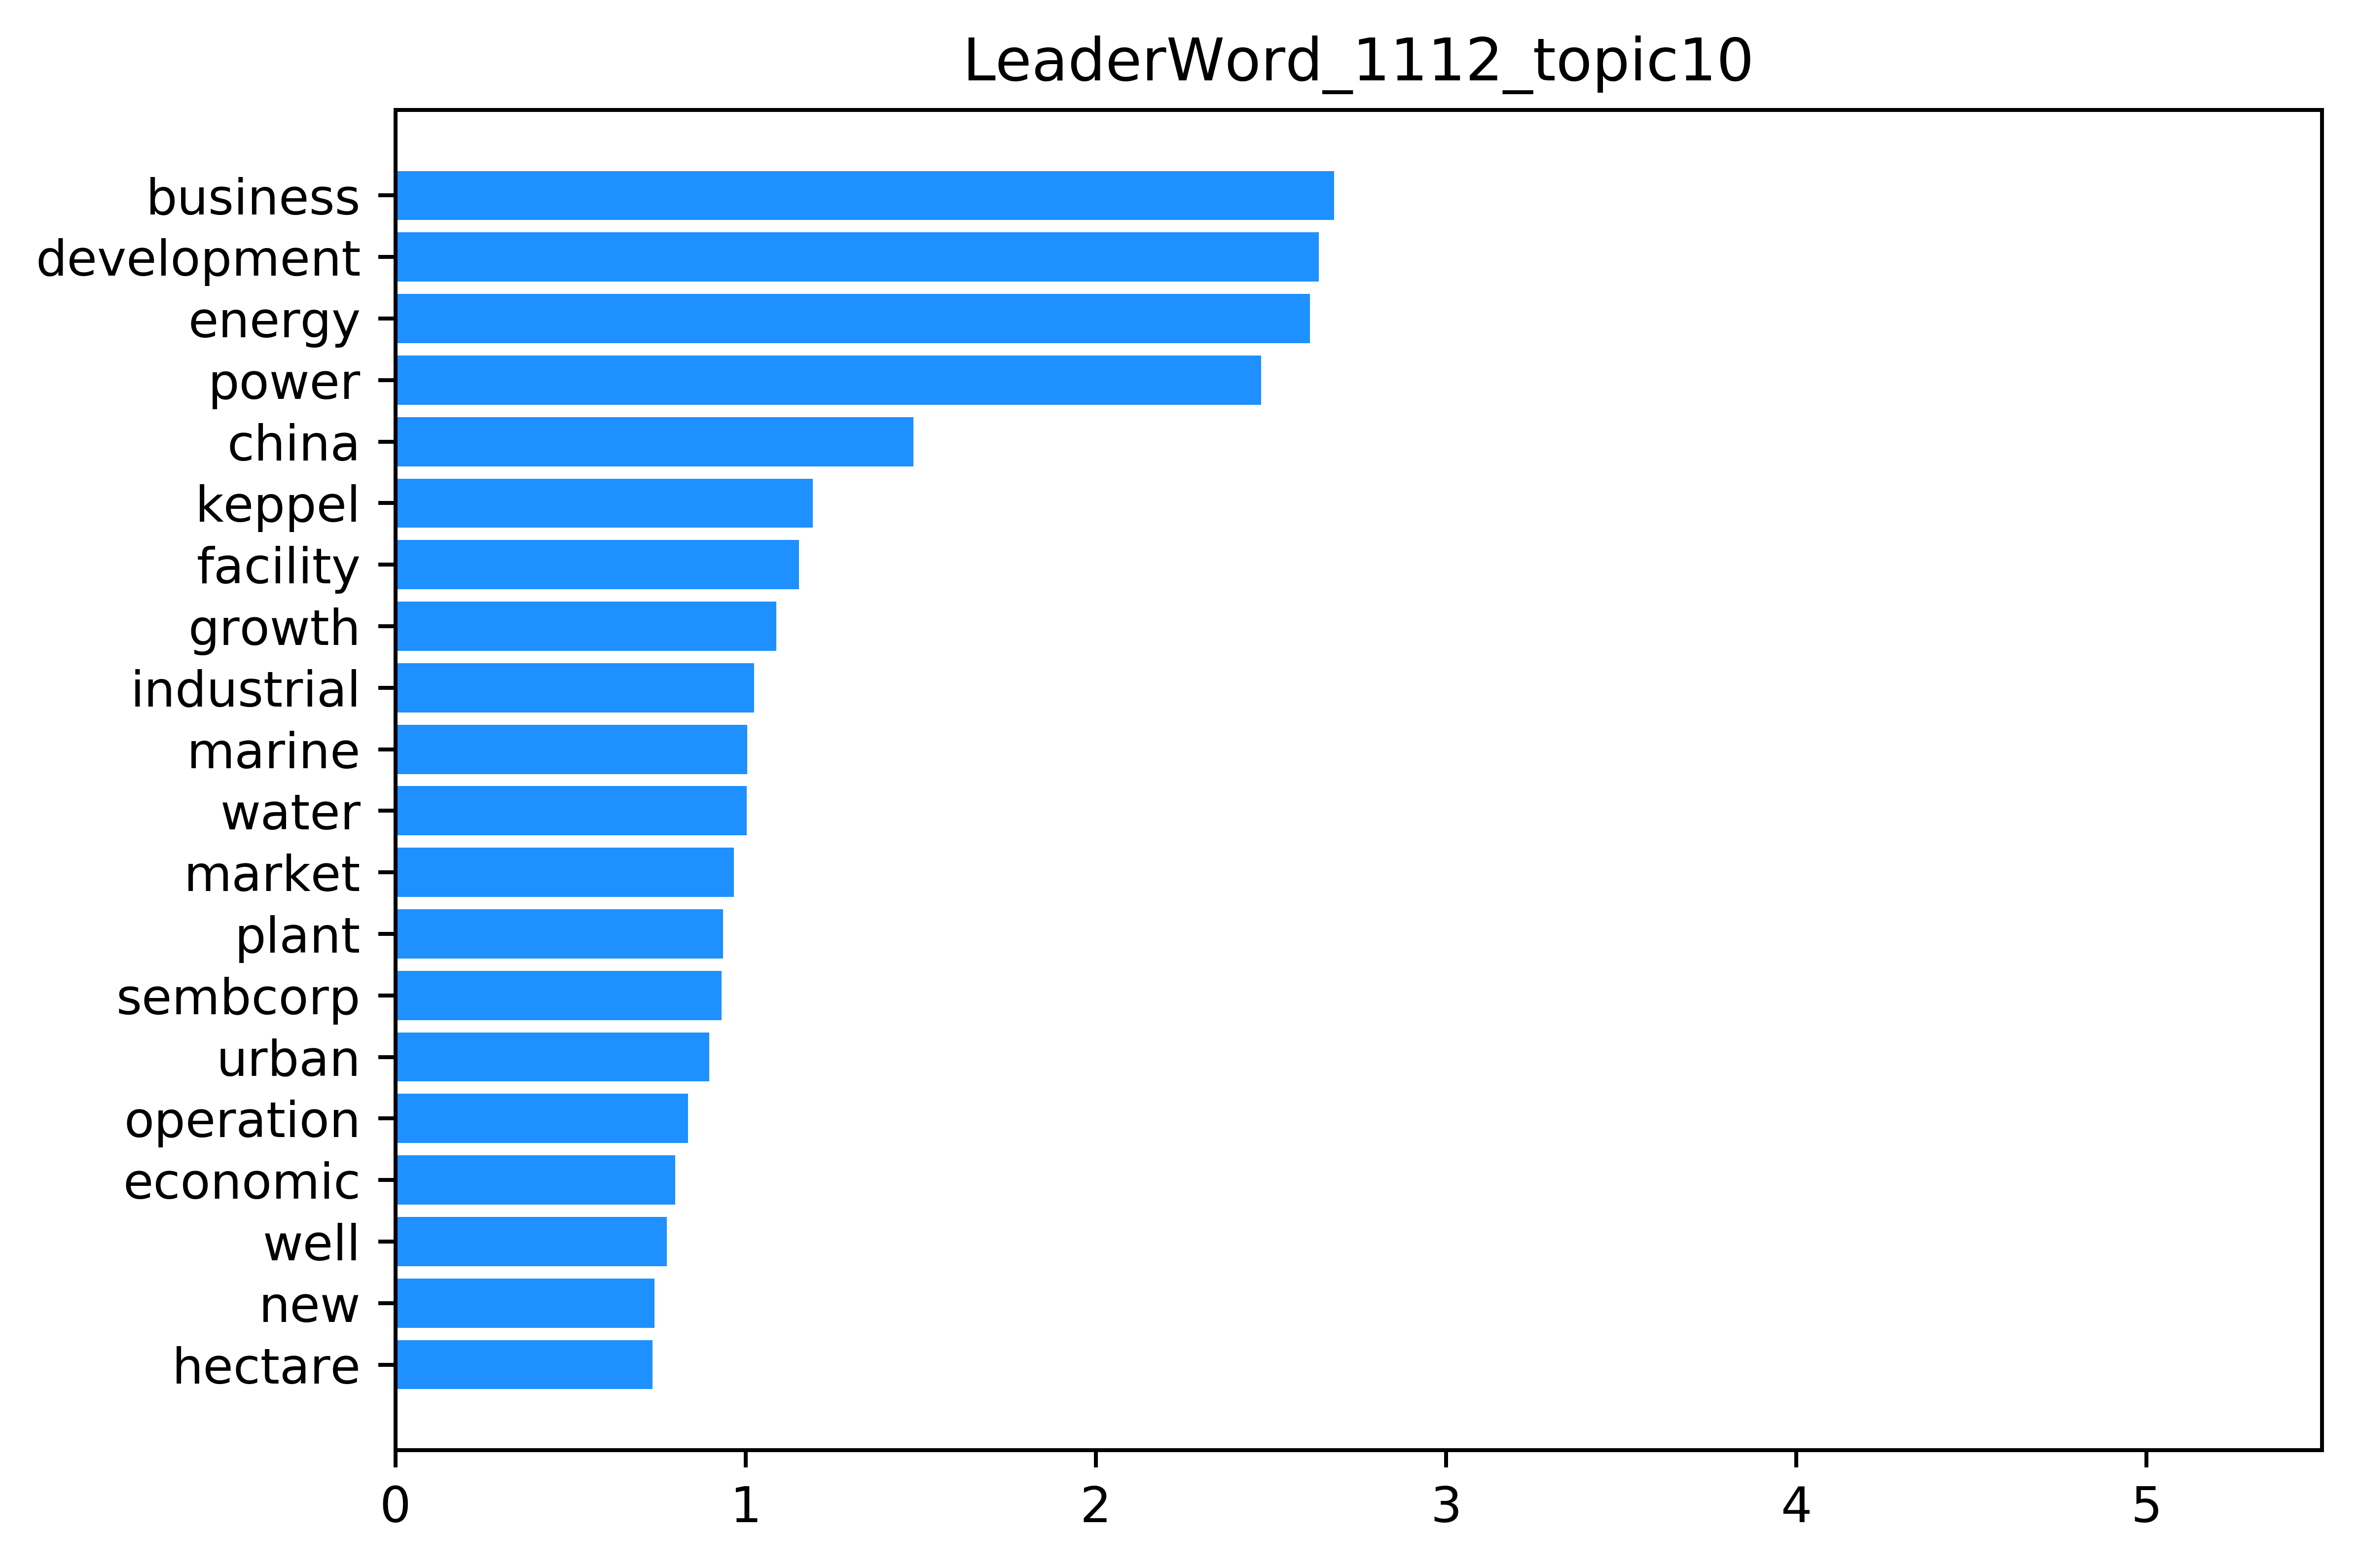 LeaderWord_1112_topic10
business
development
energy
power
china
keppel
facility
growth
industrial
marine
water
market
plant
sembcorp
urban
operation
economic
well
new
hectare
0 1 2 3 4 5